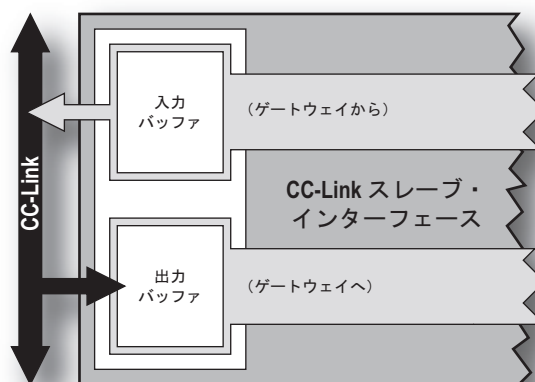 CC-Link
入力
バッファ
（ゲートウェイから）
CC-Link スレーブ・
インターフェース
出力
バッファ
（ゲートウェイへ）